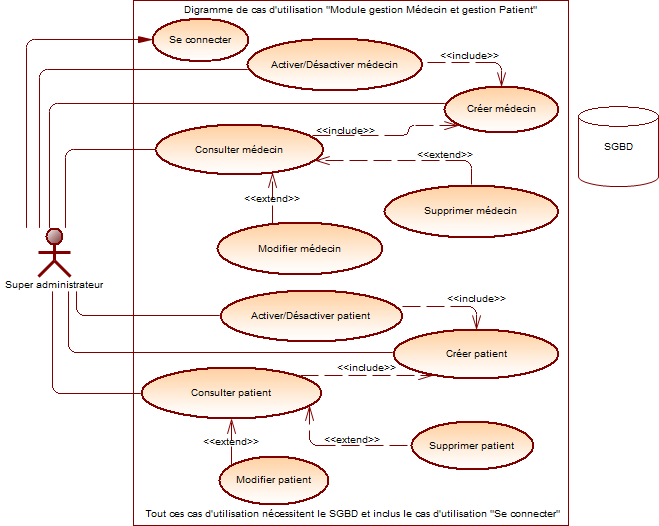 Digramme de cas d'utilisation "Module gestion Médecin et gestion Patient"
Se connecter
<<include>>
Activer/Désactiver médecin
Créer médecin
<<include>>
Consulter médecin
<<extend>>
SGBD
<<extend>>
Supprimer médecin
Modifier médecin
Super administrateur
<<include>>
Activer/Désactiver patient
Créer patient
<<include>>
Consulter patient
<<extend>>
<<extend>>
Supprimer patient
Modifier patient
Tout ces cas d'utilisation nécessitent le SGBD et inclus le cas d'utilisation "Se connecter"